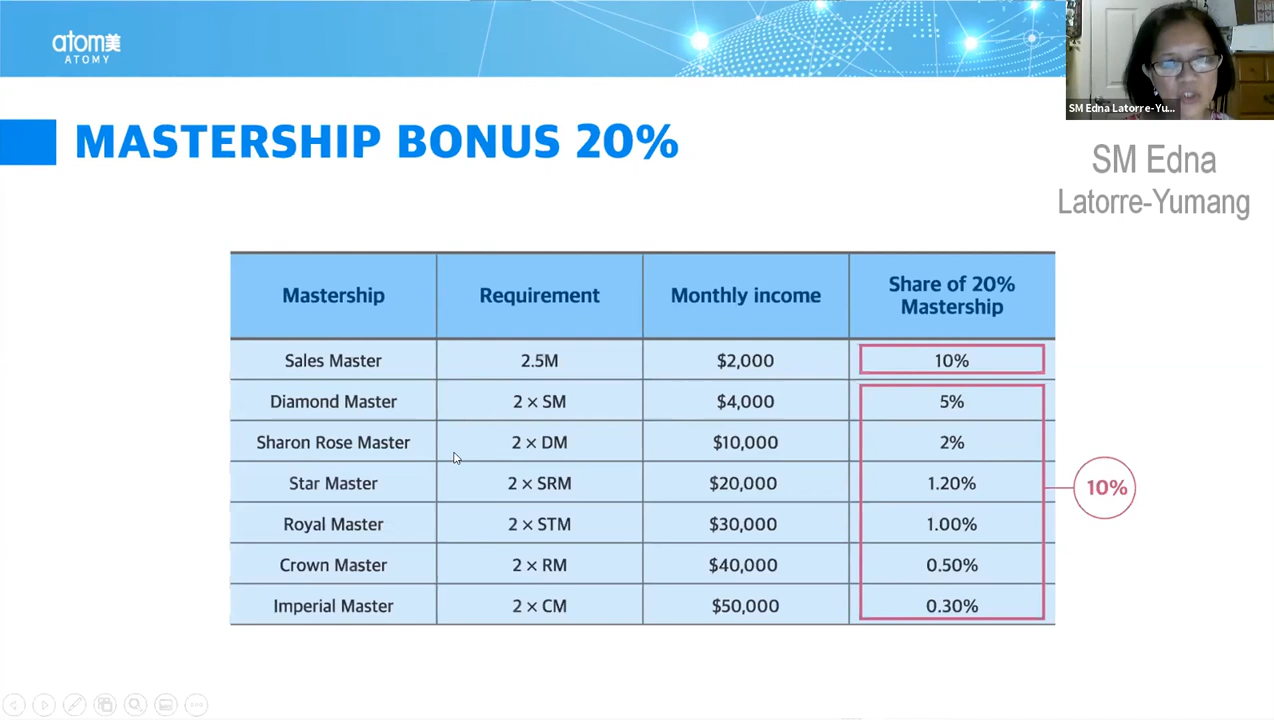 atom美
ATOMY
SM Edna Latorre-Yu...
MASTERSHIP BONUS 20%
SM Edna
Latorre-Yumang
Mastership Requirement Monthly income Share of 20% Mastership
Sales Master 2.5M $2,000 10%
Diamond Master 2 × SM $4,000 5%
Sharon Rose Master 2 × DM $10,000 2%
Star Master 2 × SRM $20,000 1.20%
10%
Royal Master 2 × STM $30,000 1.00%
Crown Master 2 × RM $40,000 0.50%
Imperial Master 2 × CM $50,000 0.30%